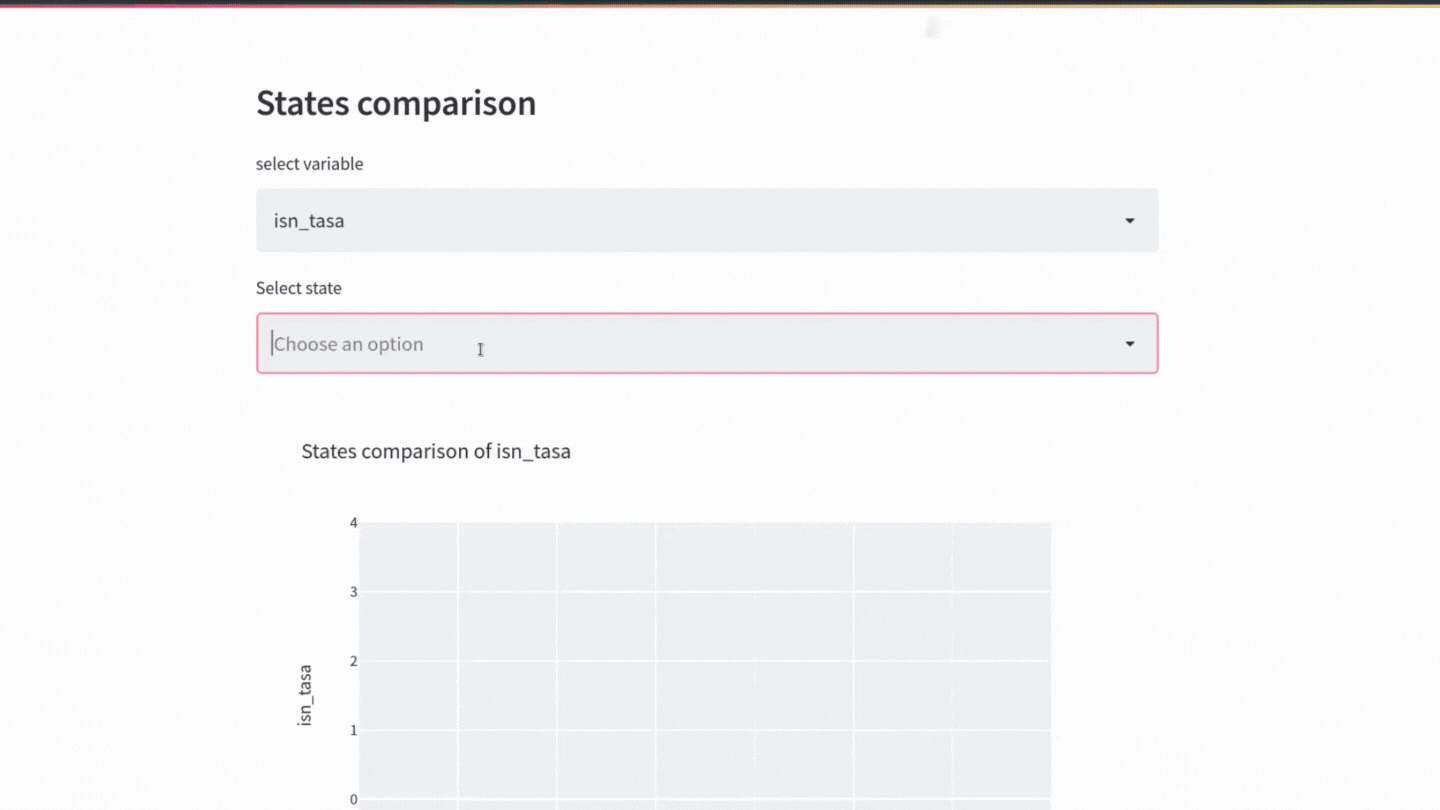 States comparison
select variable
isn_tasa
Select state
Choose an option
States comparison of isn_tasa
4
3
2
isn_tasa
1
0